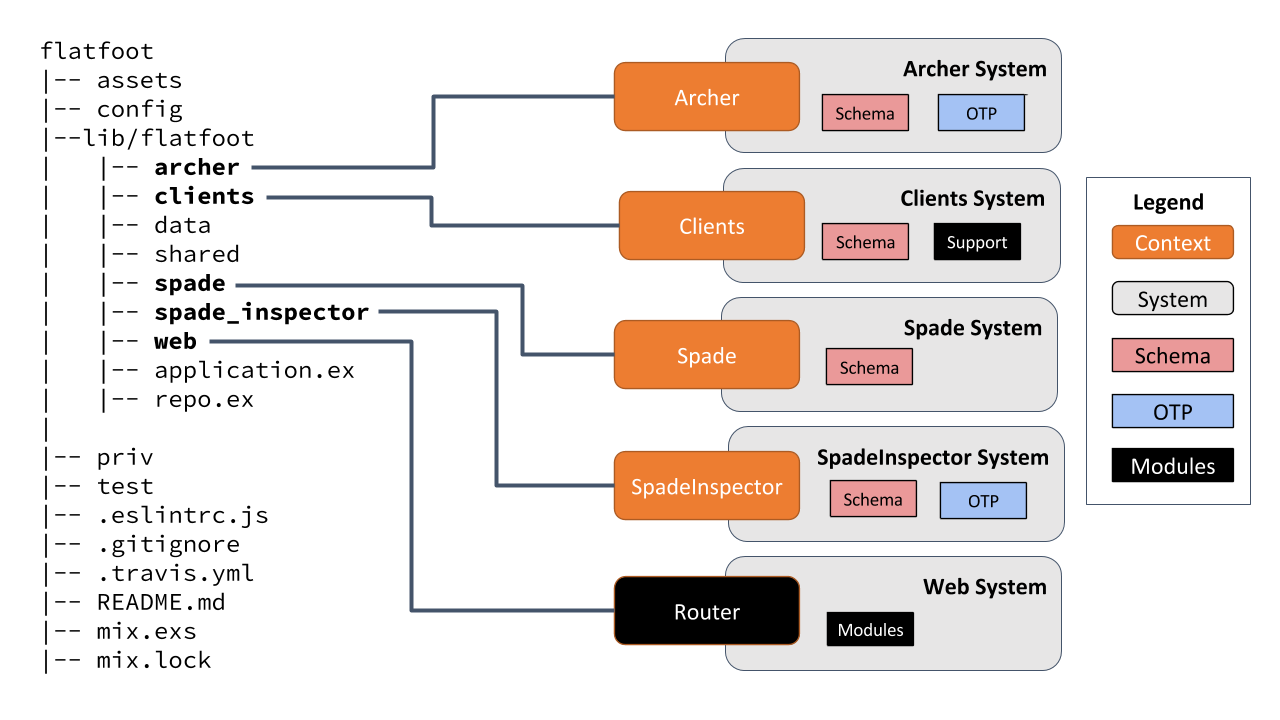 flatfoot
|-- assets
|-- config
|--lib/flatfoot
|   |-- archer
|   |-- clients
|   |-- data
|   |-- shared
|   |-- spade
|   |-- spade_inspector
|   |-- web
|   |-- application.ex
|   |-- repo.ex
|
|-- priv
|-- test
|-- .eslintrc.js
|-- .gitignore
|-- .travis.yml
|-- README.md
|-- mix.exs
|-- mix.lock
Archer System
Archer
Schema OTP
Clients System
Clients
Schema Support
Spade System
Spade
Schema
SpadeInspector System
SpadeInspector
Schema OTP
Web System
Router
Modules
Legend
Context
System
Schema
OTP
Modules